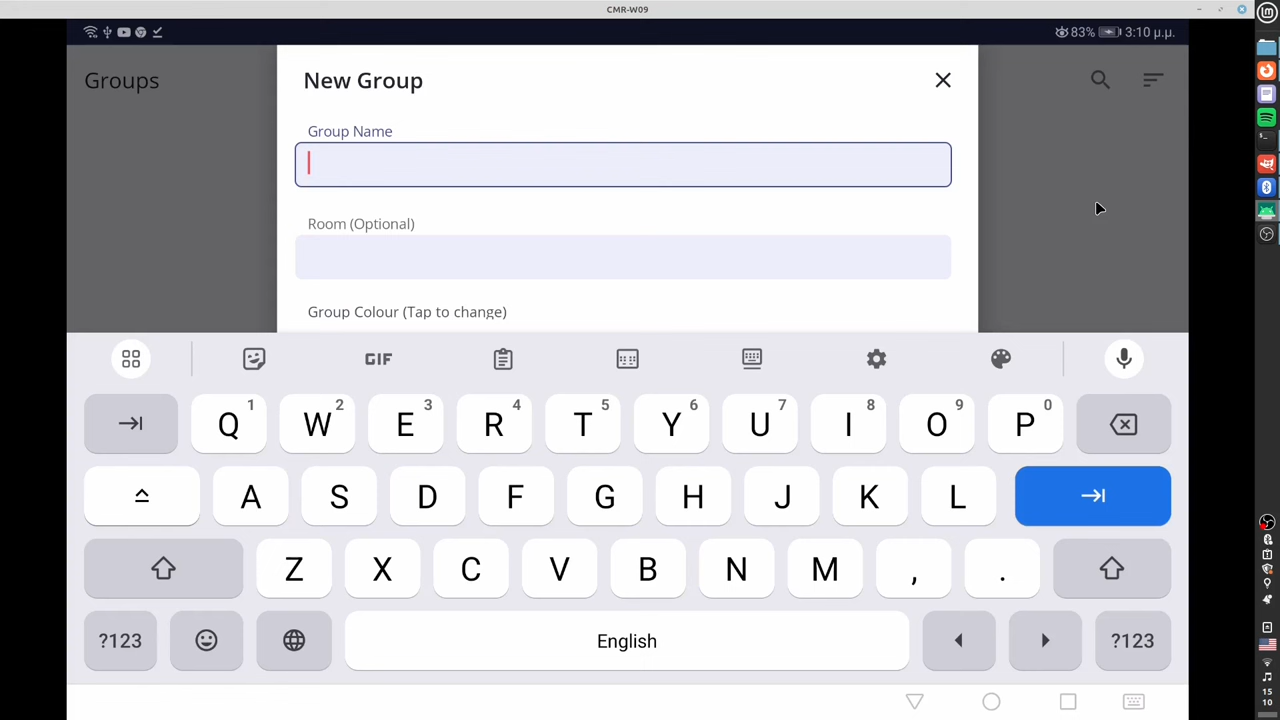 CMR-W09
83% 3:10 μ.μ.
Groups
New Group
Group Name
Room (Optional)
Group Colour (Tap to change)
GIF
Q 1 W 2 E 3 R 4 T 5 Y 6 U 7 I 8 O 9 P 0
A S D F G H J K L
Z X C V B N M , .
?123 English ?123
15
10